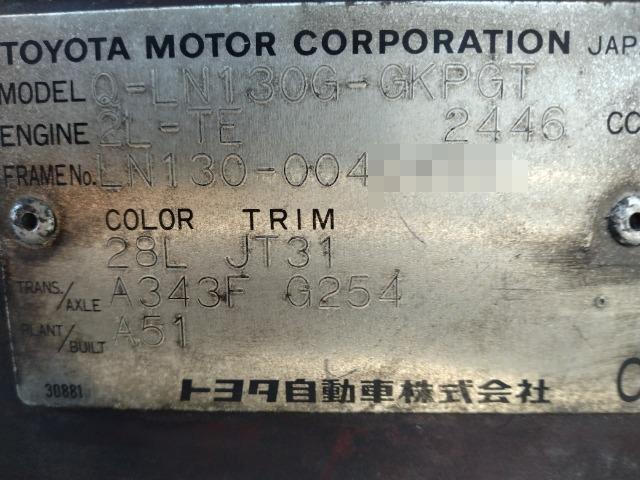 TOYOTA MOTOR CORPORATION JAP
MODEL Q-LN130G-GKPGT
ENGINE 2L-TE 2446 CC
FRAME No. LN130-004
COLOR TRIM
28L JT31
TRANS./AXLE A343F G254
PLANT/BUILT A51
30881 トヨタ自動車株式会社 C